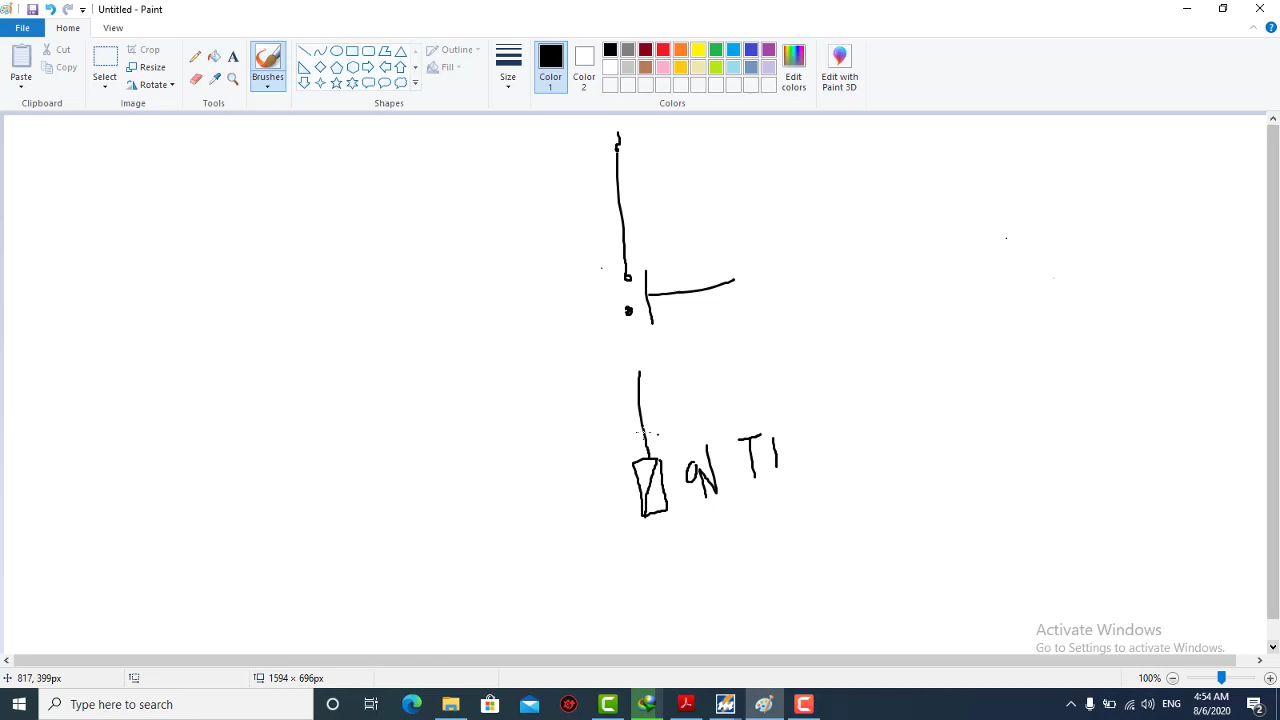 Untitled - Paint
File
Home
View
Paste
Cut
Copy
Clipboard
Select
Crop
Resize
Rotate
Image
Tools
Brushes
Shapes
Outline
Fill
Size
Color 1
Color 2
Edit colors
Edit with Paint 3D
Colors
T1
Activate Windows
Go to Settings to activate Windows.
817, 399px
1594 × 696px
100%
Type here to search
4:54 AM
8/6/2020
2